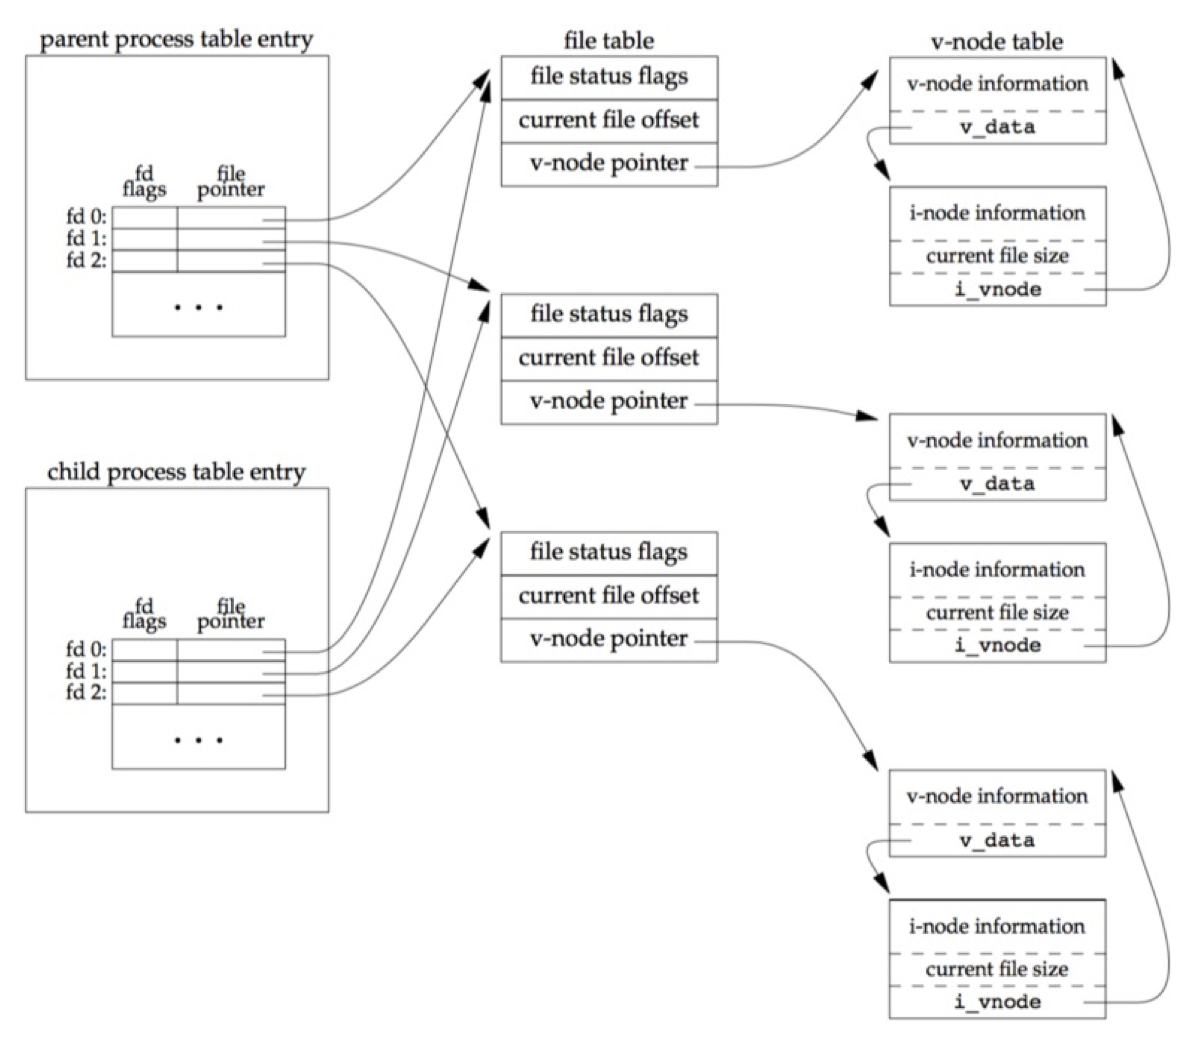 parent process table entry
fd
flags
file
pointer
fd 0:
fd 1:
fd 2:
• • •
child process table entry
fd
flags
file
pointer
fd 0:
fd 1:
fd 2:
• • •
file table
file status flags
current file offset
v-node pointer
file status flags
current file offset
v-node pointer
file status flags
current file offset
v-node pointer
v-node table
v-node information
v_data
i-node information
current file size
i_vnode
v-node information
v_data
i-node information
current file size
i_vnode
v-node information
v_data
i-node information
current file size
i_vnode